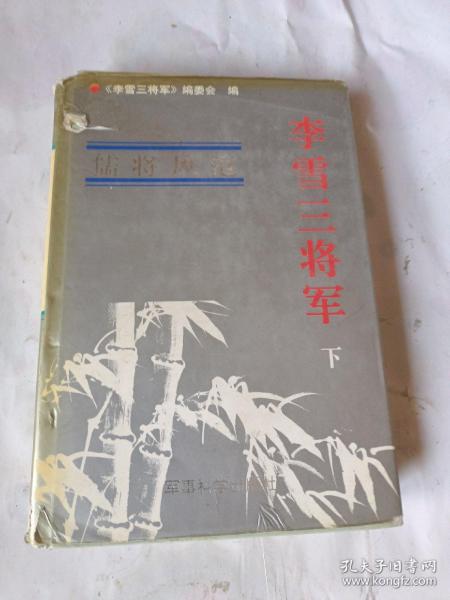 《李雪三将军》编委会 编
儒将风范
李雪三将军
下
军事科学出版社
孔夫子旧书网
www.kongfz.com